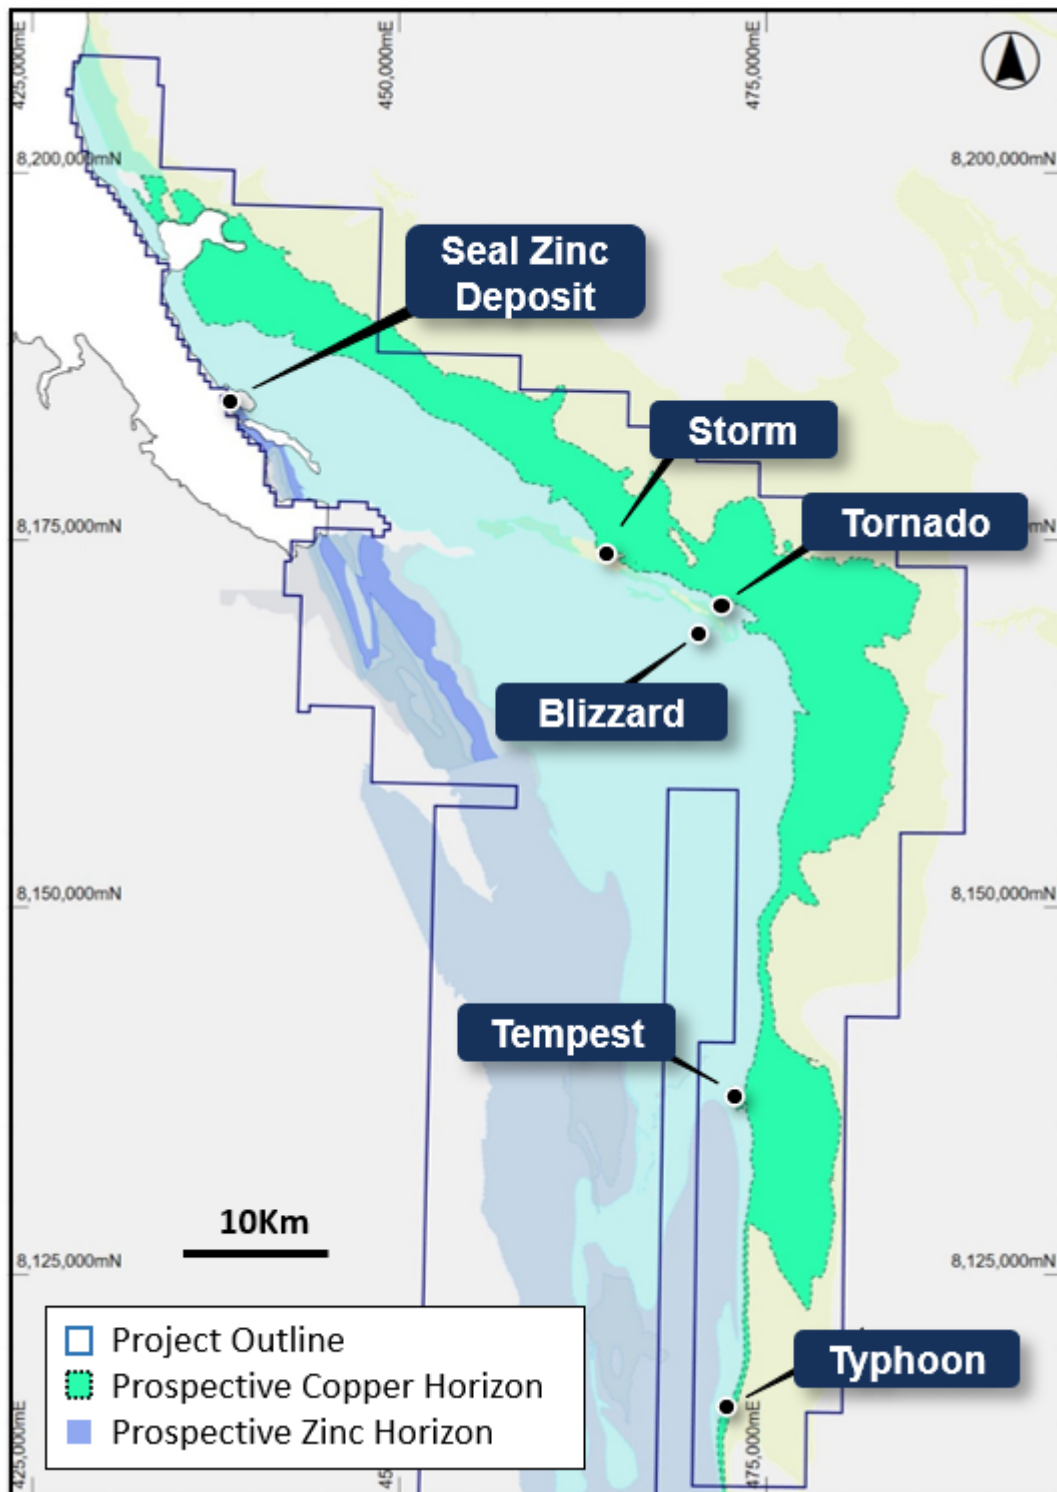 425,000mE
450,000mE
475,000mE
8,200,000mN
8,200,000mN
Seal Zinc
Deposit
Storm
Tornado
8,175,000mN
mN
Blizzard
8,150,000mN
8,150,000mN
Tempest
10Km
8,125,000mN
8,125,000mN
Project Outline
Prospective Copper Horizon
Prospective Zinc Horizon
Typhoon
425,000mE
45
475,000mE